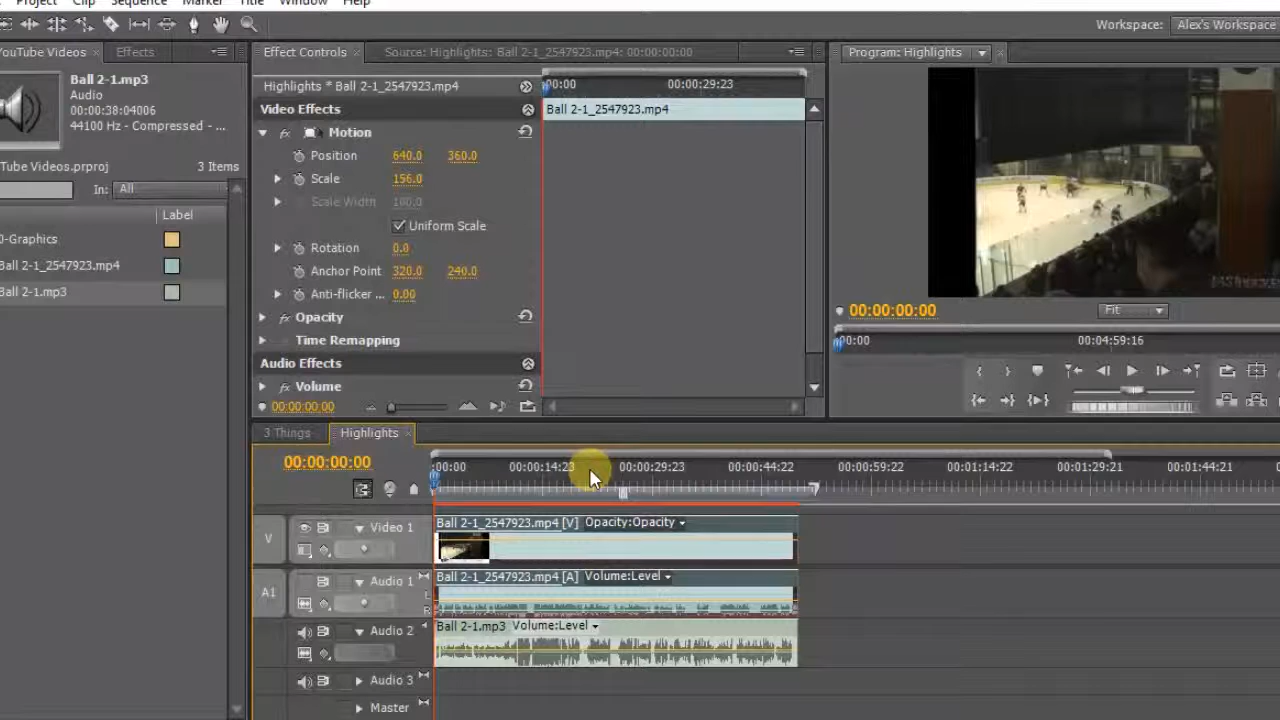 Project Clip Sequence Marker Title Window Help
Workspace: Alex's Workspace
YouTube Videos Effects
Ball 2-1.mp3
Audio
00:00:38:04006
44100 Hz - Compressed - ...
Tube Videos.prproj
3 Items
In: All
Label
0-Graphics
Ball 2-1_2547923.mp4
Ball 2-1.mp3
Effect Controls Source: Highlights: Ball 2-1_2547923.mp4: 00:00:00:00
Highlights * Ball 2-1_2547923.mp4
:00:00 00:00:29:23
Video Effects
Ball 2-1_2547923.mp4
fx Motion
Position 640.0 360.0
Scale 156.0
Scale Width 100.0
Uniform Scale
Rotation 0.0
Anchor Point 320.0 240.0
Anti-flicker ... 0.00
fx Opacity
Time Remapping
Audio Effects
fx Volume
00:00:00:00
Program: Highlights
00:00:00:00
Fit
:00:00 00:04:59:16
3 Things Highlights
00:00:00:00
:00:00 00:00:14:23 00:00:29:23 00:00:44:22 00:00:59:22 00:01:14:22 00:01:29:21 00:01:44:21
V Video 1
Ball 2-1_2547923.mp4 [V] Opacity:Opacity
A1 Audio 1
L
R
Ball 2-1_2547923.mp4 [A] Volume:Level
Audio 2
Ball 2-1.mp3 Volume:Level
Audio 3
Master